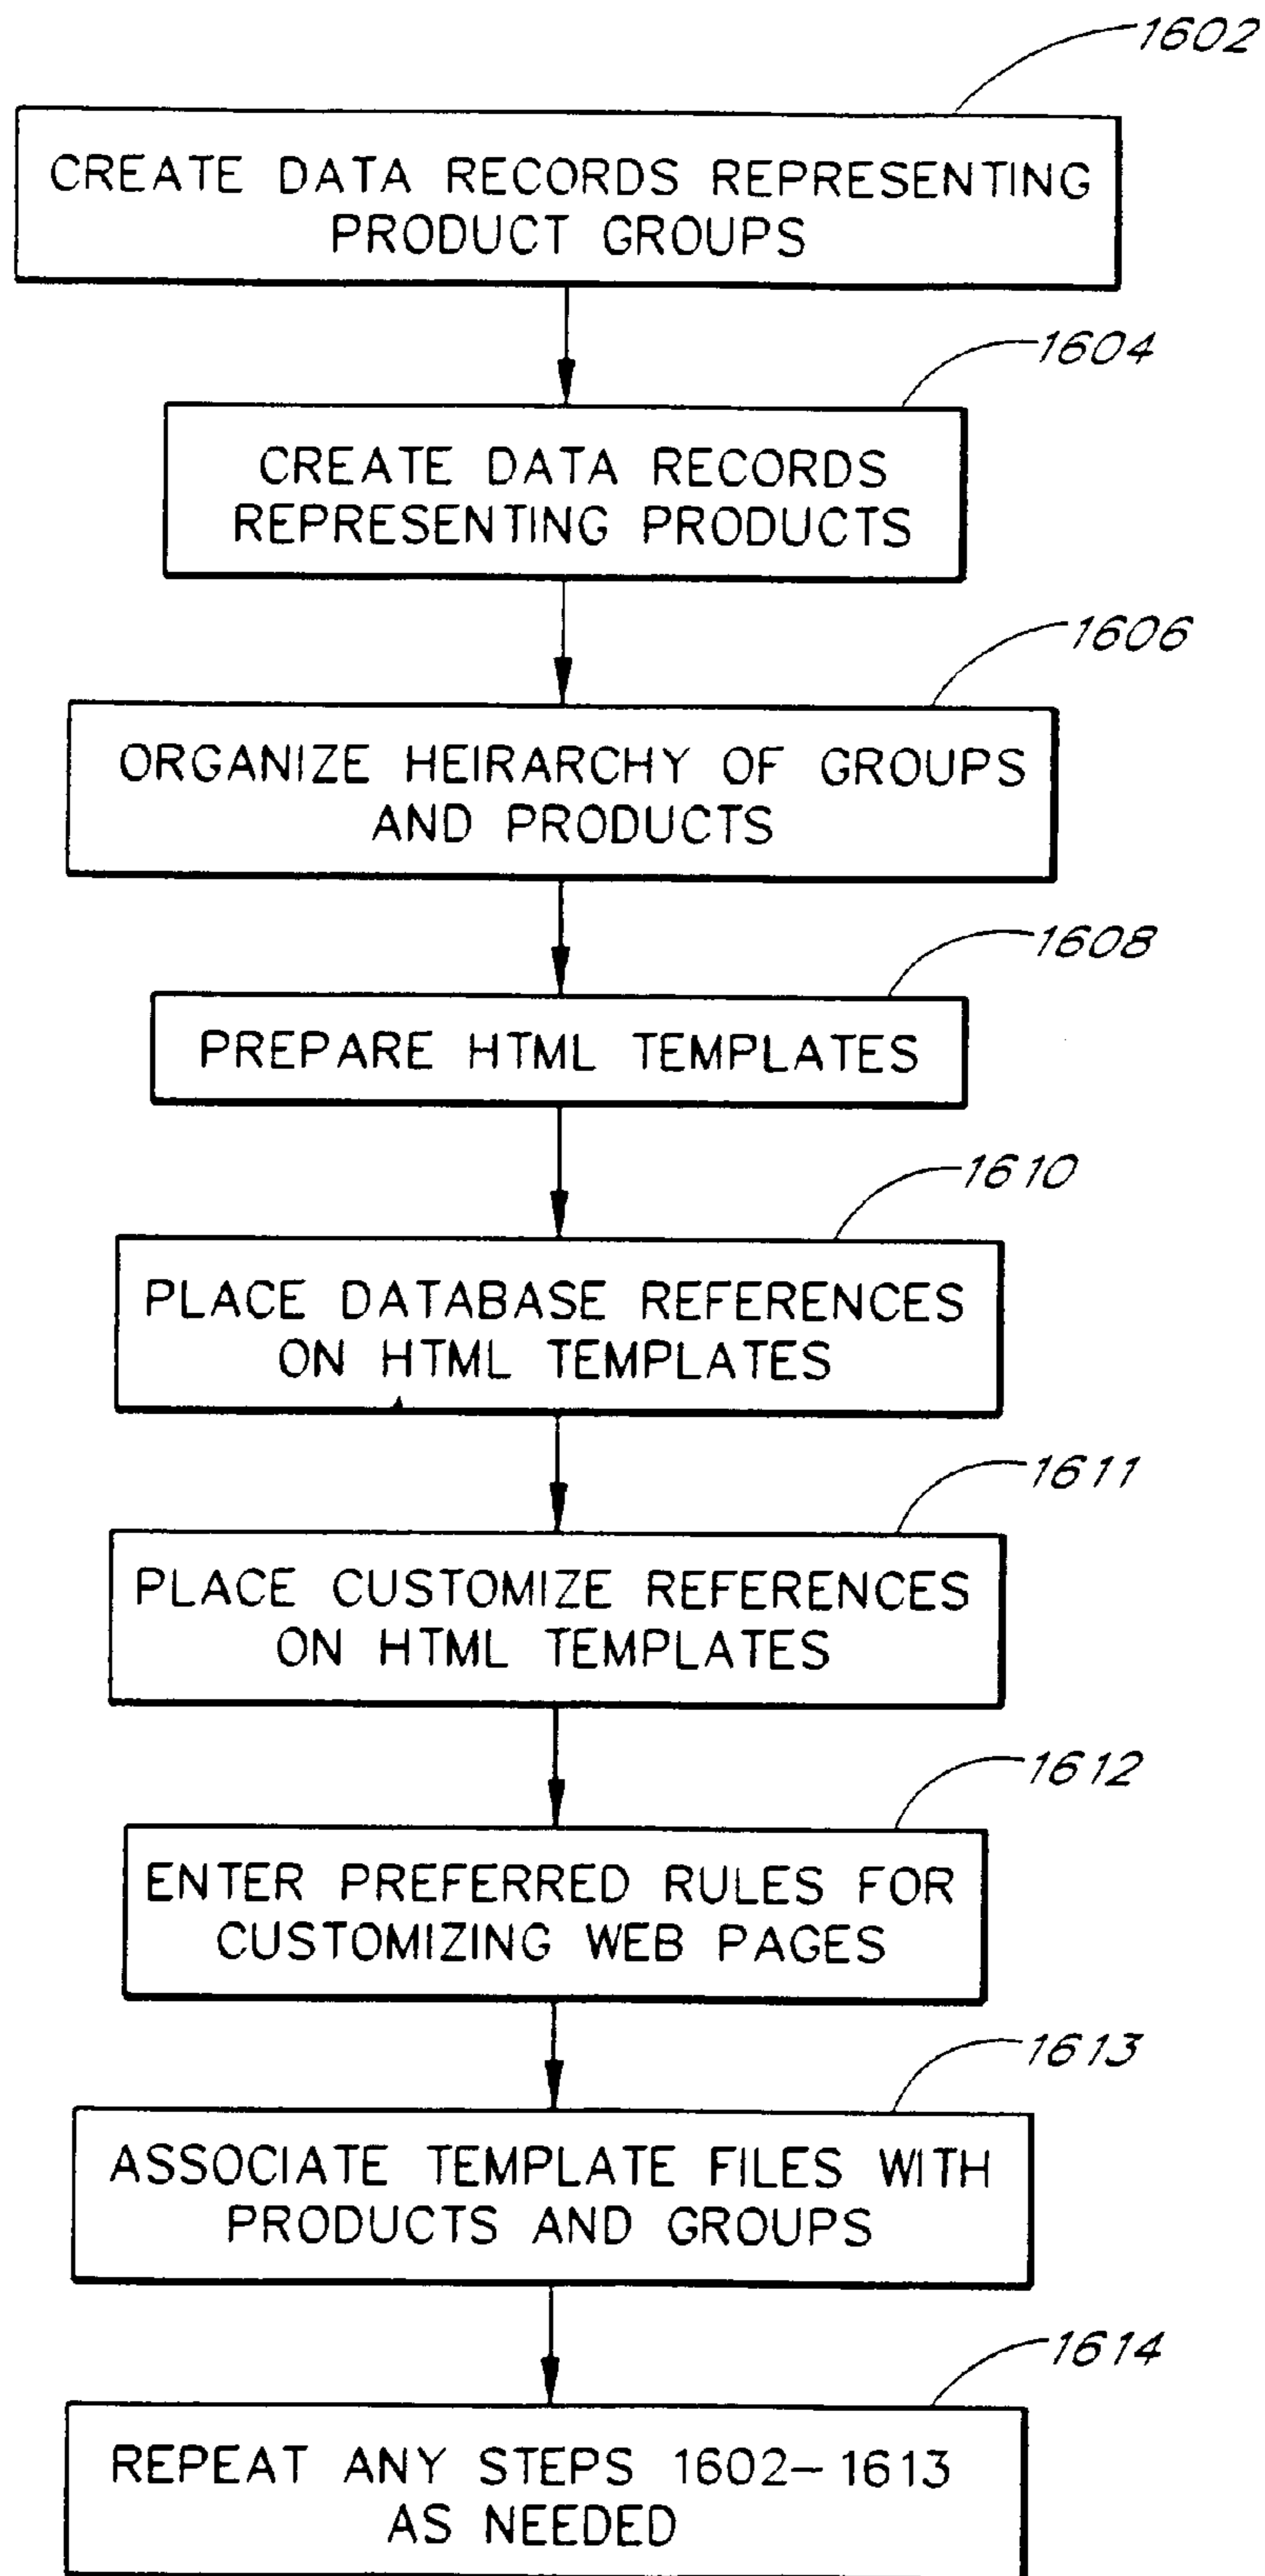 1602
CREATE DATA RECORDS REPRESENTING
PRODUCT GROUPS
1604
CREATE DATA RECORDS
REPRESENTING PRODUCTS
1606
ORGANIZE HEIRARCHY OF GROUPS
AND PRODUCTS
1608
PREPARE HTML TEMPLATES
1610
PLACE DATABASE REFERENCES
ON HTML TEMPLATES
1611
PLACE CUSTOMIZE REFERENCES
ON HTML TEMPLATES
1612
ENTER PREFERRED RULES FOR
CUSTOMIZING WEB PAGES
1613
ASSOCIATE TEMPLATE FILES WITH
PRODUCTS AND GROUPS
1614
REPEAT ANY STEPS 1602-1613
AS NEEDED